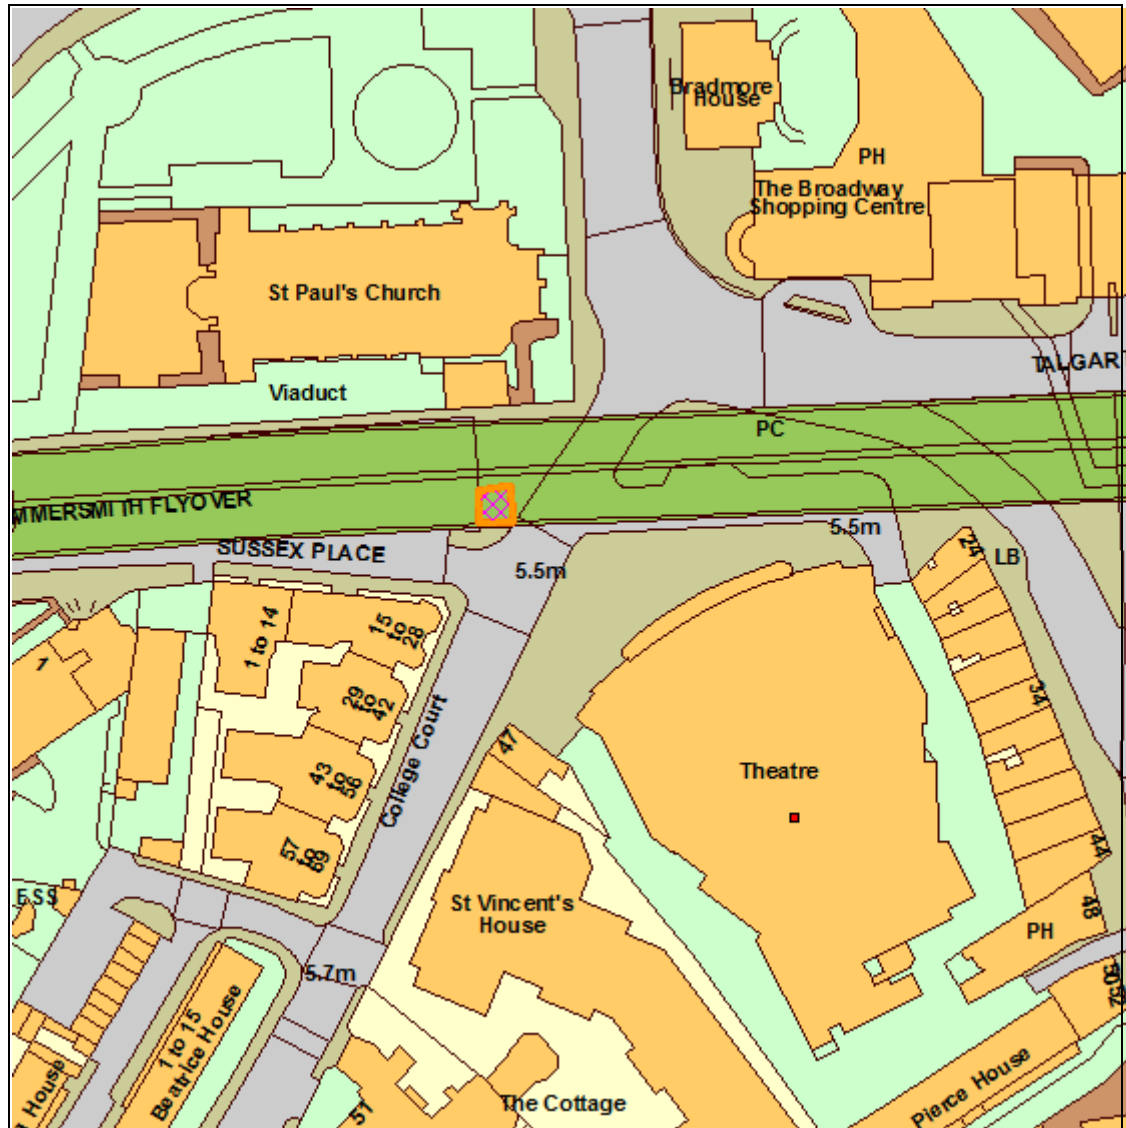 Bradmore
House
PH
The Broadway
Shopping Centre
St Paul's Church
TALGAR
Viaduct
PC
MMERSMITH FLYOVER
SUSSEX PLACE
5.5m
5.5m
24
LB
1 to 14
15
to
28
1
29
to
42
34
47
College Court
43
to
56
Theatre
57
to
69
44
ESS
St Vincent's
House
48
PH
5.7m
50
52
1 to 15
Beatrice House
House
51
The Cottage
Pierce House